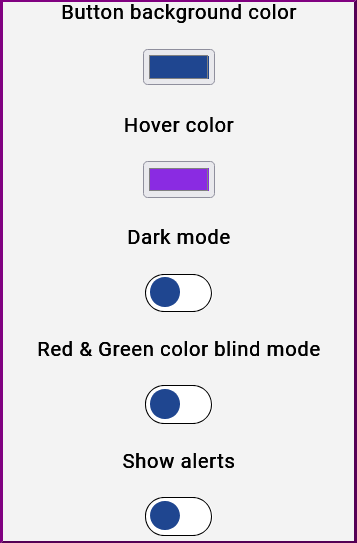 Button background color
Hover color
Dark mode
Red & Green color blind mode
Show alerts